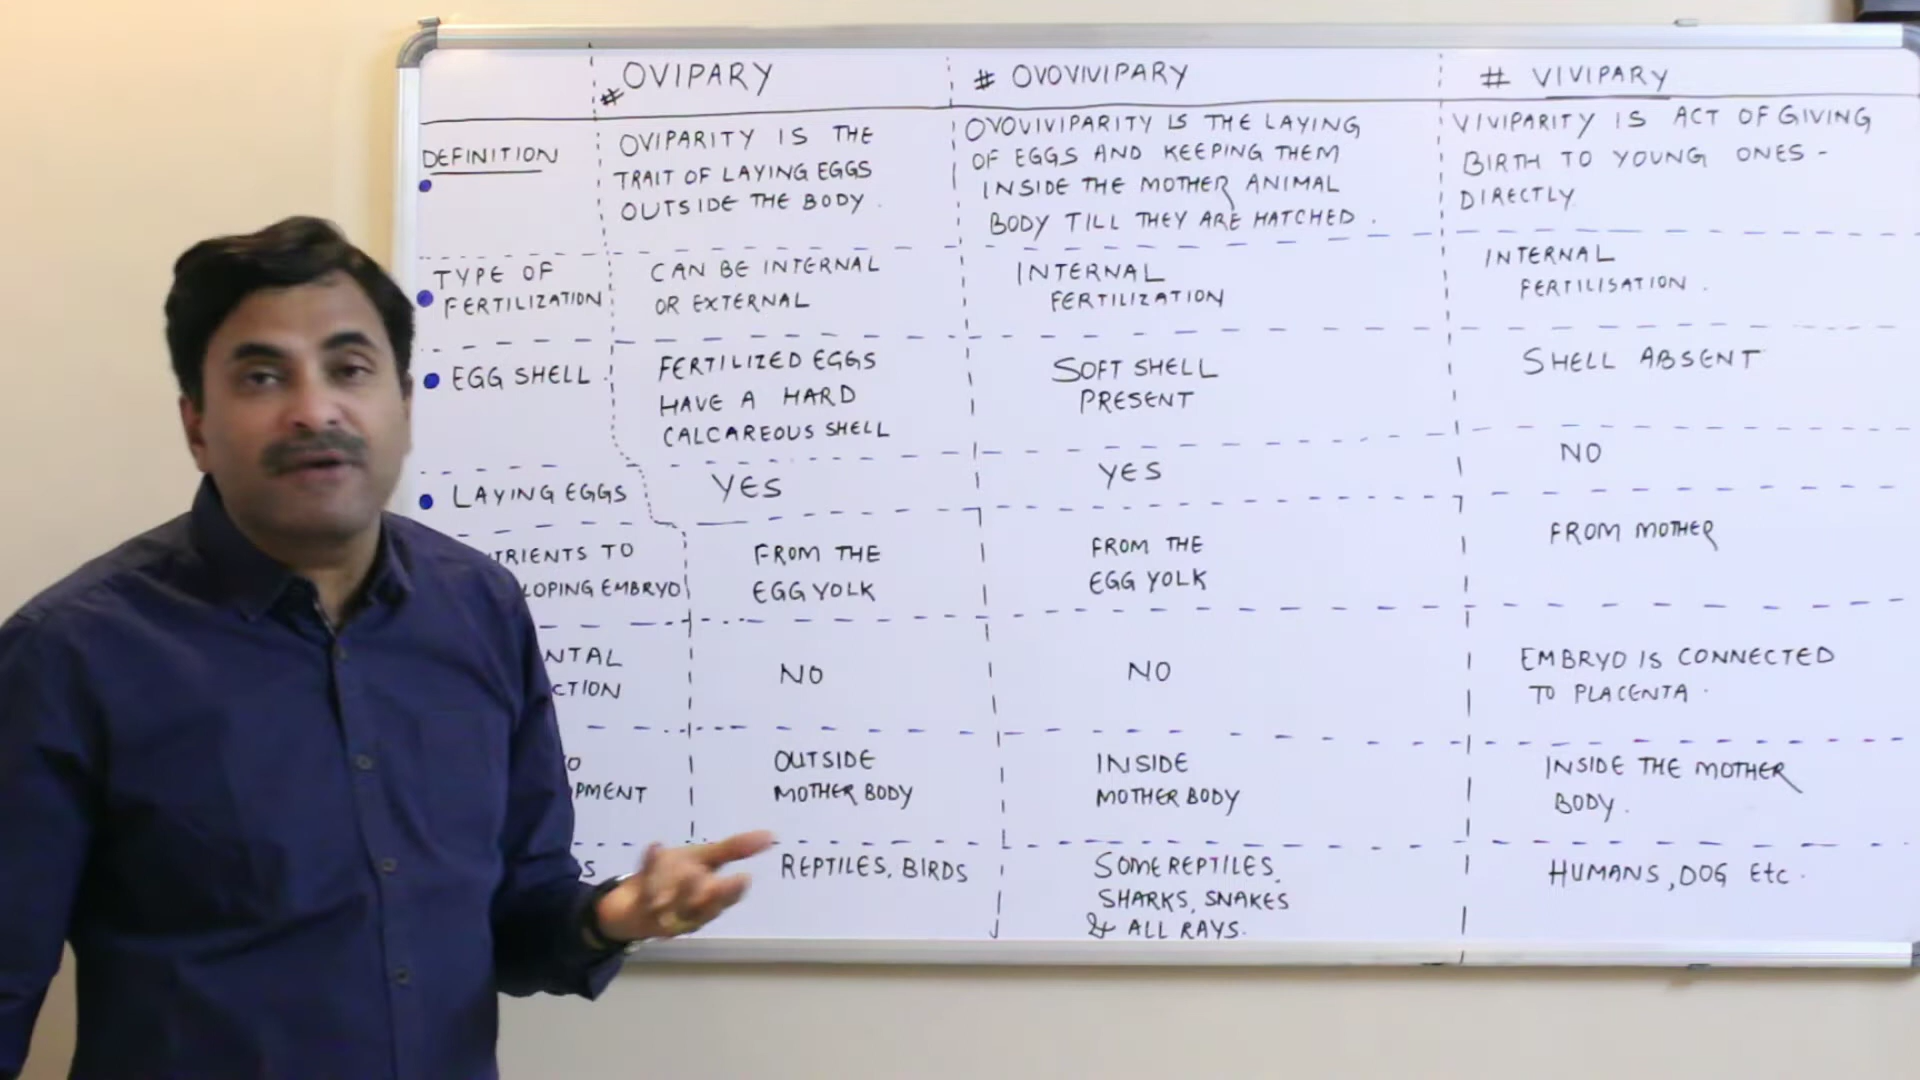 # OVIPARY
# OVOVIVIPARY
# VIVIPARY
DEFINITION
OVIPARITY IS THE
TRAIT OF LAYING EGGS
OUTSIDE THE BODY.
OVOVIVIPARITY IS THE LAYING
OF EGGS AND KEEPING THEM
INSIDE THE MOTHER ANIMAL
BODY TILL THEY ARE HATCHED.
VIVIPARITY IS ACT OF GIVING
BIRTH TO YOUNG ONES -
DIRECTLY.
TYPE OF
FERTILIZATION
CAN BE INTERNAL
OR EXTERNAL
INTERNAL
FERTILIZATION
INTERNAL
FERTILISATION.
EGG SHELL.
FERTILIZED EGGS
HAVE A HARD
CALCAREOUS SHELL
SOFT SHELL
PRESENT
SHELL ABSENT
LAYING EGGS
YES
YES
NO
TRIENTS TO
LOPING EMBRYO
FROM THE
EGG YOLK
FROM THE
EGG YOLK
FROM MOTHER
NTAL
CTION
NO
NO
EMBRYO IS CONNECTED
TO PLACENTA.
O
PMENT
OUTSIDE
MOTHER BODY
INSIDE
MOTHER BODY
INSIDE THE MOTHER
BODY.
S
REPTILES, BIRDS
SOME REPTILES,
SHARKS, SNAKES
& ALL RAYS.
HUMANS, DOG Etc.